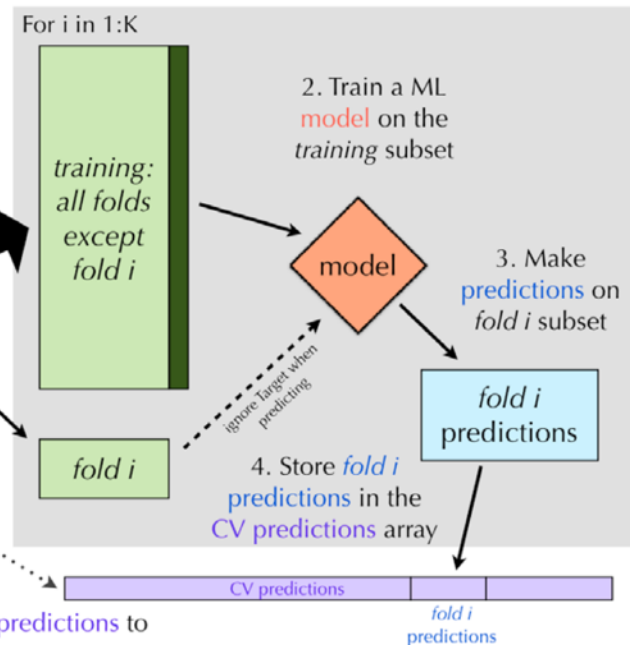 For i in 1:K
training:
all folds
except
fold i
2. Train a ML
model on the
training subset
model
3. Make
predictions on
fold i subset
ignore Target when
predicting
fold i
predictions
fold i
4. Store fold i
predictions in the
CV predictions array
CV predictions
fold i
predictions
predictions to